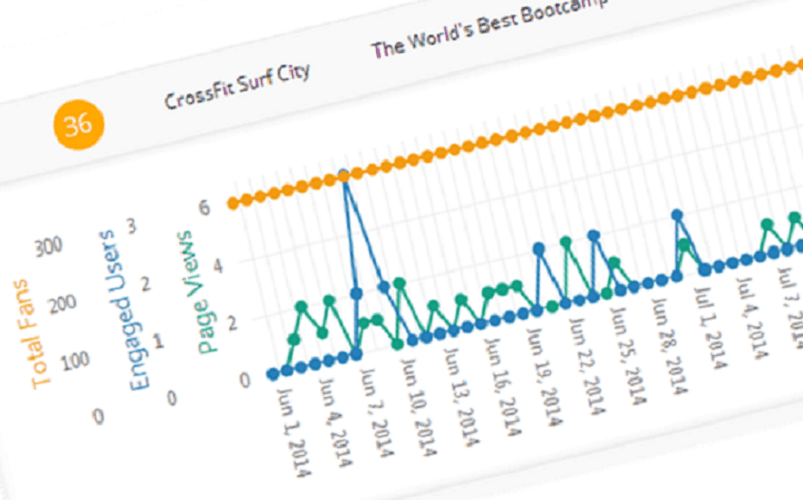 The World's Best Bootcamp
36
CrossFit Surf City
Total Fans
300
200
100
0
Engaged Users
3
2
1
0
Page Views
6
4
2
0
Jun 1, 2014
Jun 4, 2014
Jun 7, 2014
Jun 10, 2014
Jun 13, 2014
Jun 16, 2014
Jun 19, 2014
Jun 22, 2014
Jun 25, 2014
Jun 28, 2014
Jul 1, 2014
Jul 4, 2014
Jul 7, 2014